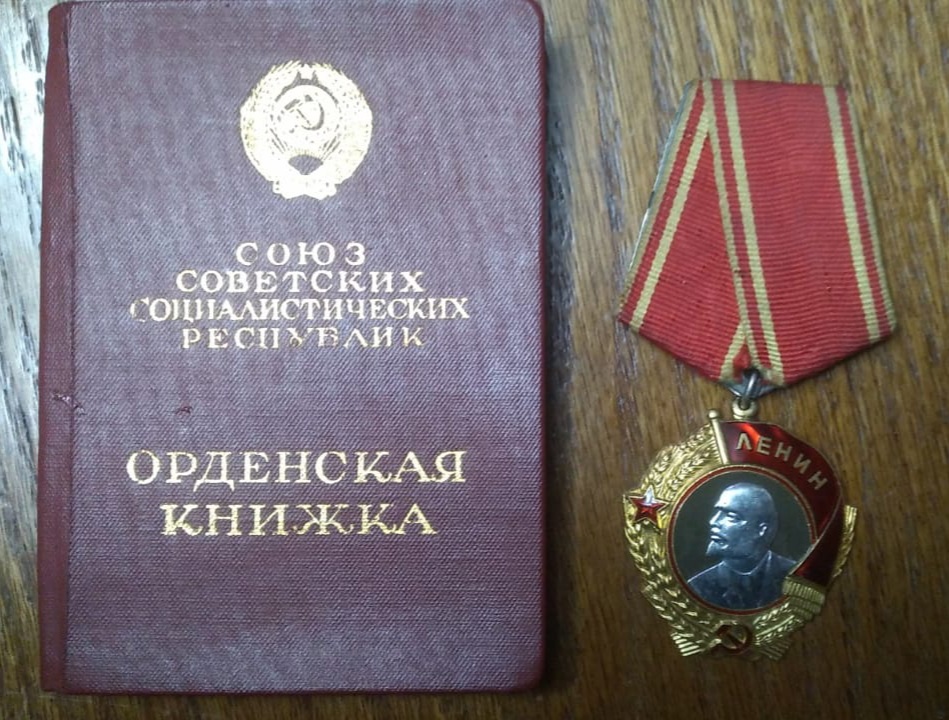 СОЮЗ
СОВЕТСКИХ
СОЦИАЛИСТИЧЕСКИХ
РЕСПУБЛИК
ОРДЕНСКАЯ
КНИЖКА
ЛЕНИН